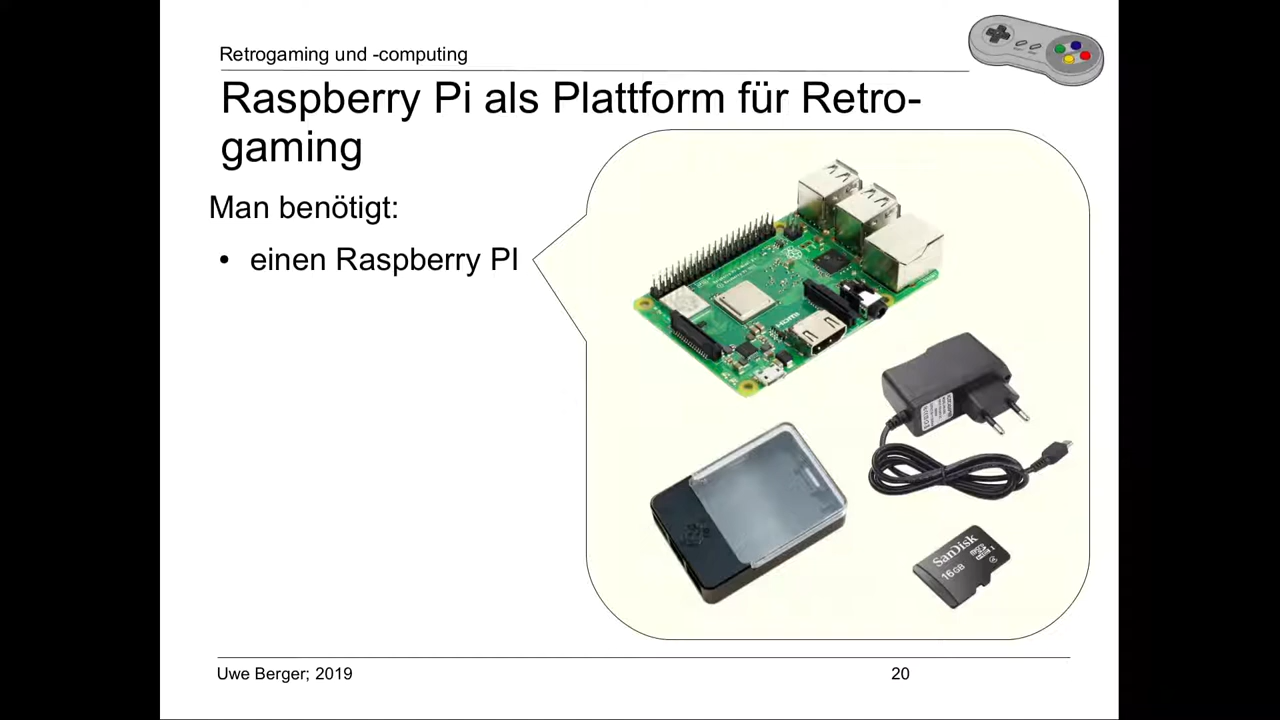 Retrogaming und -computing
Raspberry Pi als Plattform für Retro-
gaming
Man benötigt:
• einen Raspberry PI
HDMI
SanDisk
16GB
Uwe Berger; 2019
20